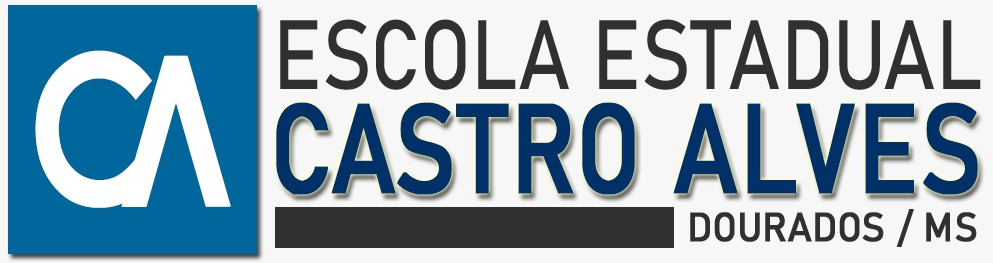 CA
ESCOLA ESTADUAL
CASTRO ALVES
DOURADOS / MS